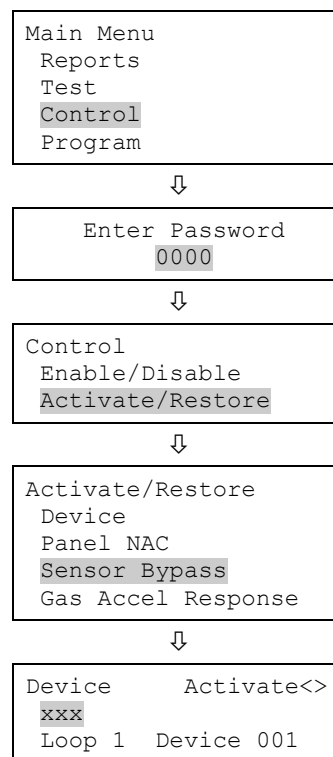 Main Menu
Reports
Test
Control
Program
⇩
Enter Password
0000
⇩
Control
Enable/Disable
Activate/Restore
⇩
Activate/Restore
Device
Panel NAC
Sensor Bypass
Gas Accel Response
⇩
Device Activate<>
xxx
Loop 1 Device 001